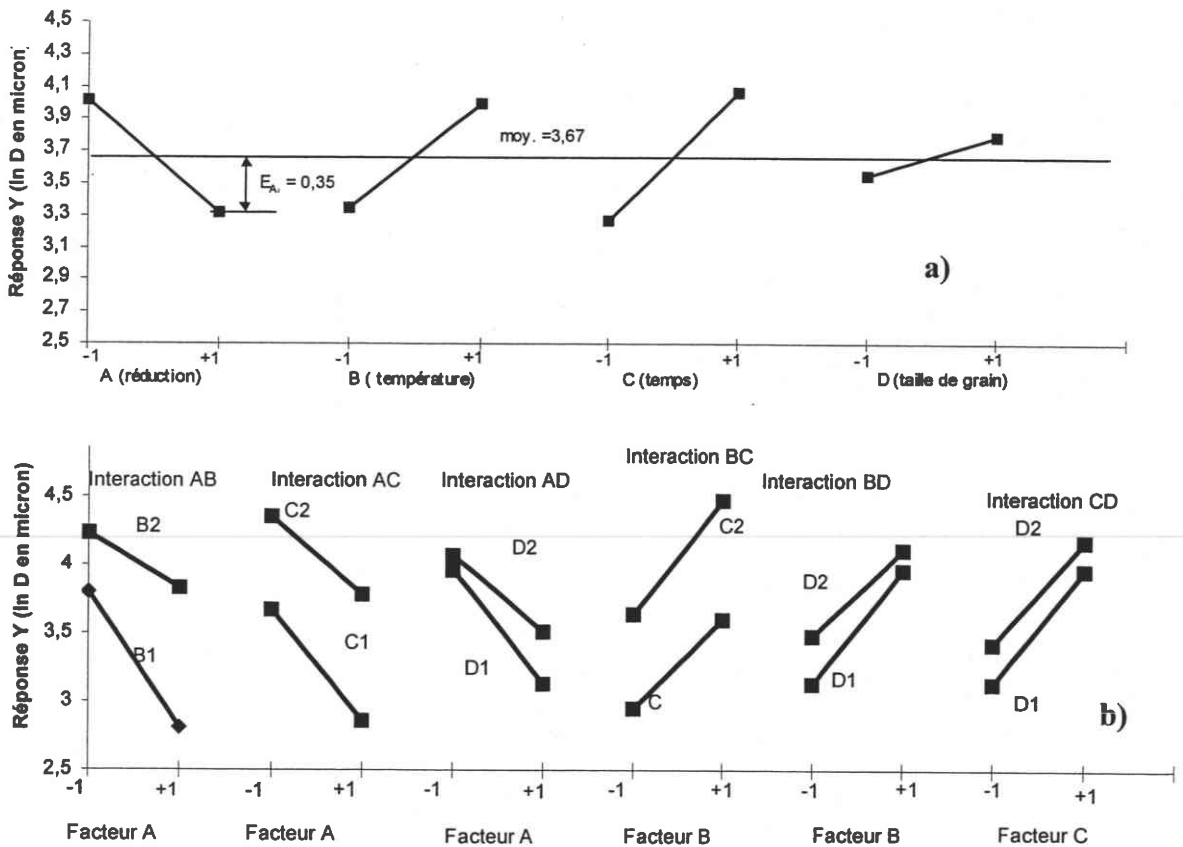 Réponse Y (ln D en micron)
4,5
4,3
4,1
3,9
3,7
3,5
3,3
3,1
2,9
2,7
2,5
moy. =3,67
E_A, = 0,35
a)
-1 +1 -1 +1 -1 +1 -1 +1
A (réduction) B ( température) C (temps) D (taille de grain)
Réponse Y (ln D en micron)
4,5
4
3,5
3
2,5
Interaction AB Interaction AC Interaction AD Interaction BC Interaction BD Interaction CD
B2
B1
C2
C1
D2
D1
C2
C
D2
D1
D2
D1
b)
-1 +1 -1 +1 -1 +1 -1 +1 -1 +1 -1 +1
Facteur A Facteur A Facteur A Facteur B Facteur B Facteur C